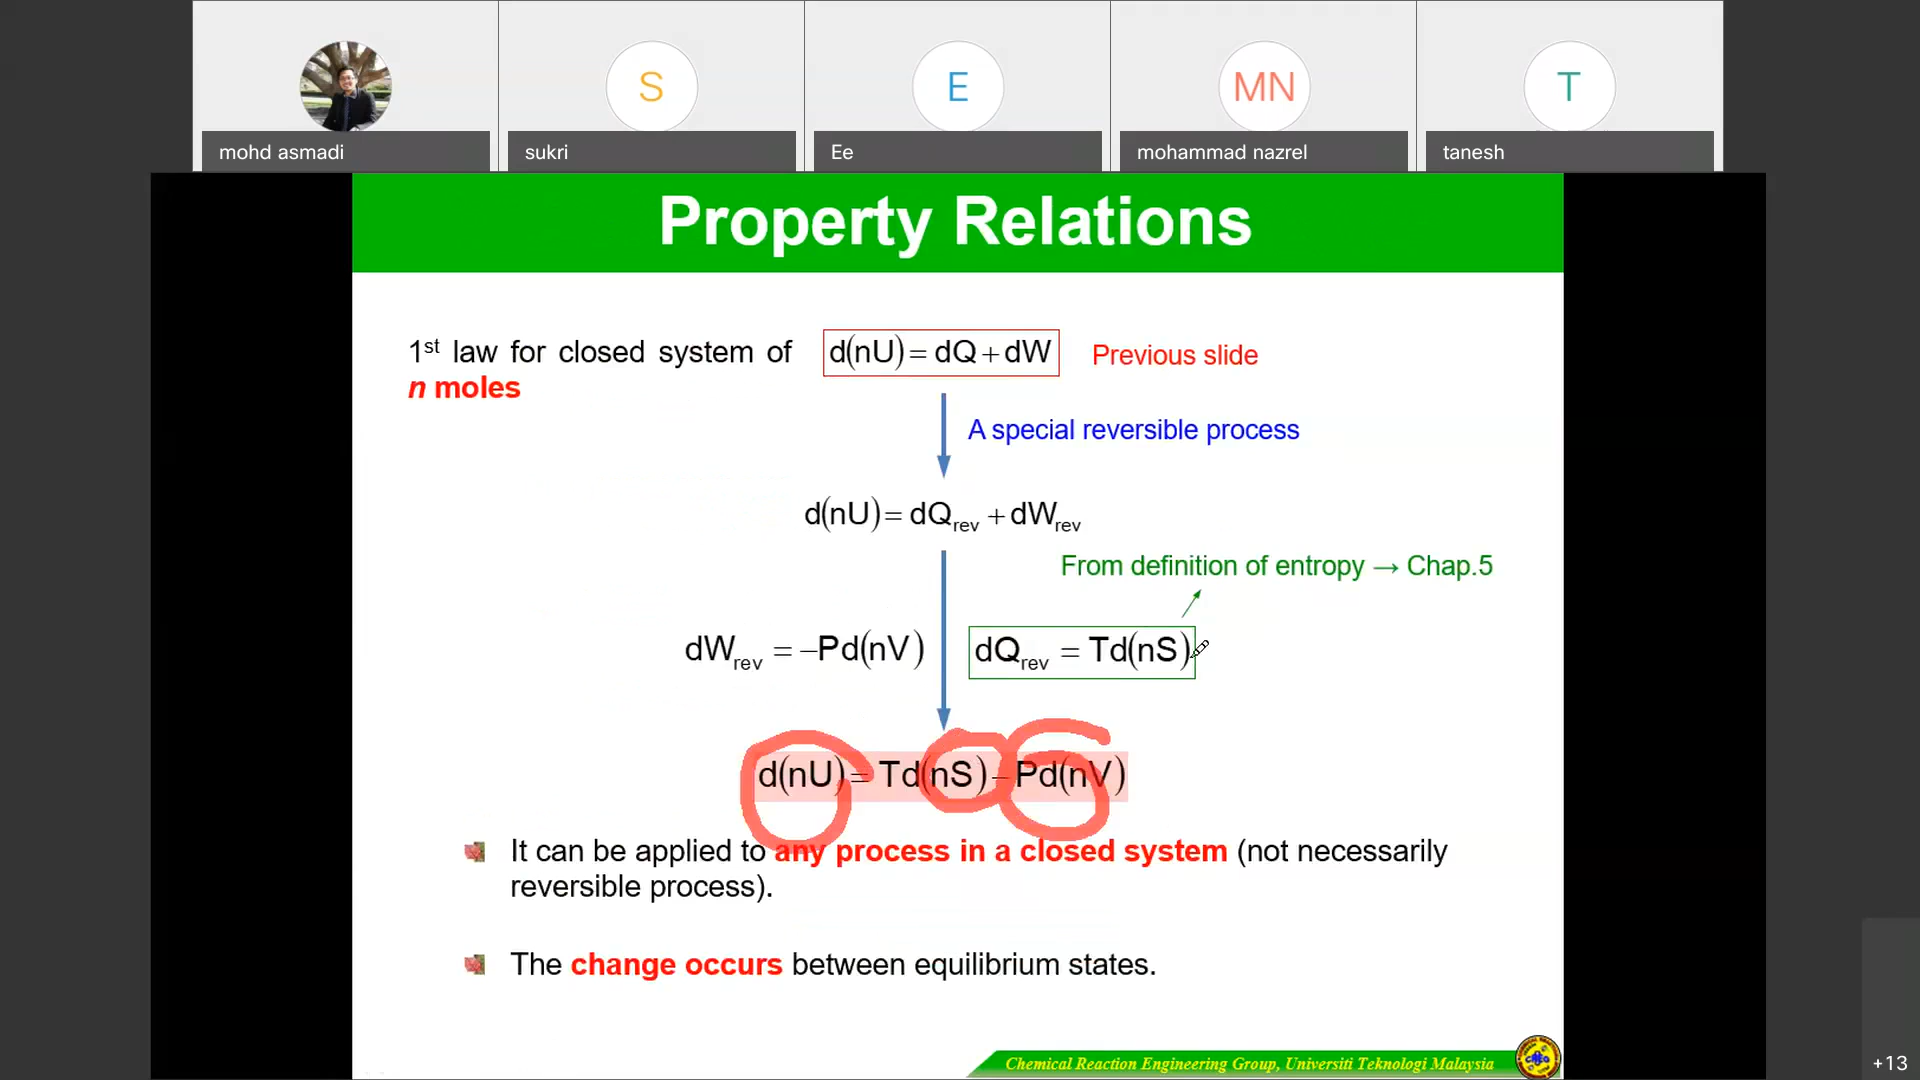 S
E
MN
T
mohd asmadi
sukri
Ee
mohammad nazrel
tanesh
Property Relations
1st law for closed system of
n moles
d(nU) = dQ + dW
Previous slide
A special reversible process
d(nU) = dQrev + dWrev
From definition of entropy → Chap.5
dWrev = –Pd(nV)
dQrev = Td(nS)
d(nU) = Td(nS) – Pd(nV)
It can be applied to any process in a closed system (not necessarily
reversible process).
The change occurs between equilibrium states.
Chemical Reaction Engineering Group, Universiti Teknologi Malaysia
+13